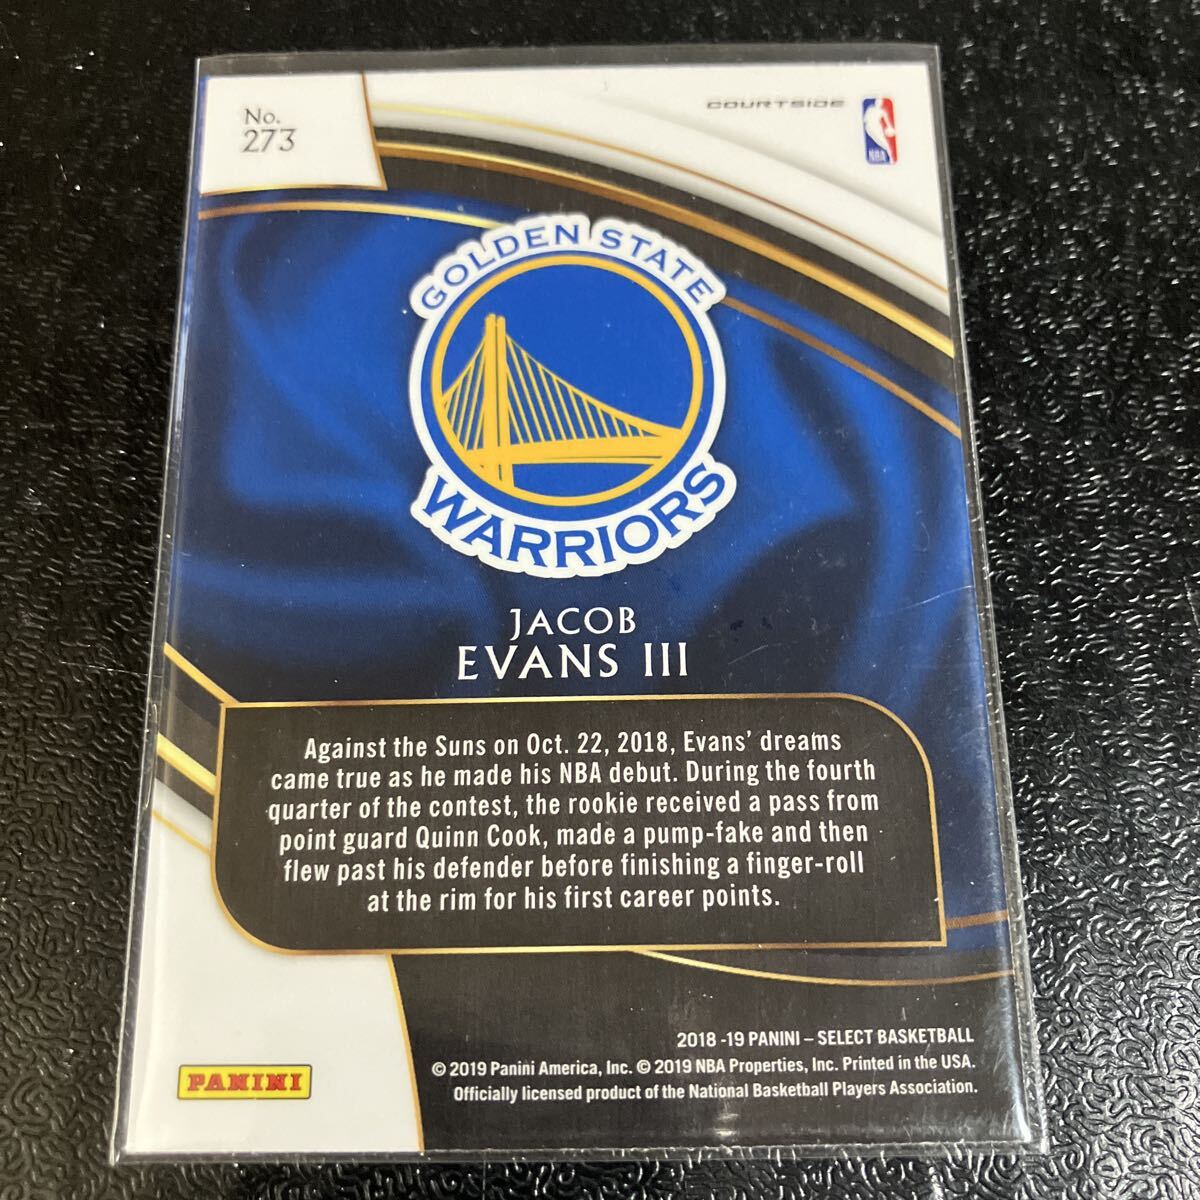 No.
273
COURTSIDE
NBA
GOLDEN STATE
WARRIORS
JACOB
EVANS III
Against the Suns on Oct. 22, 2018, Evans’ dreams
came true as he made his NBA debut. During the fourth
quarter of the contest, the rookie received a pass from
point guard Quinn Cook, made a pump-fake and then
flew past his defender before finishing a finger-roll
at the rim for his first career points.
2018 -19 PANINI – SELECT BASKETBALL
© 2019 Panini America, Inc. © 2019 NBA Properties, Inc. Printed in the USA.
Officially licensed product of the National Basketball Players Association.
PANINI